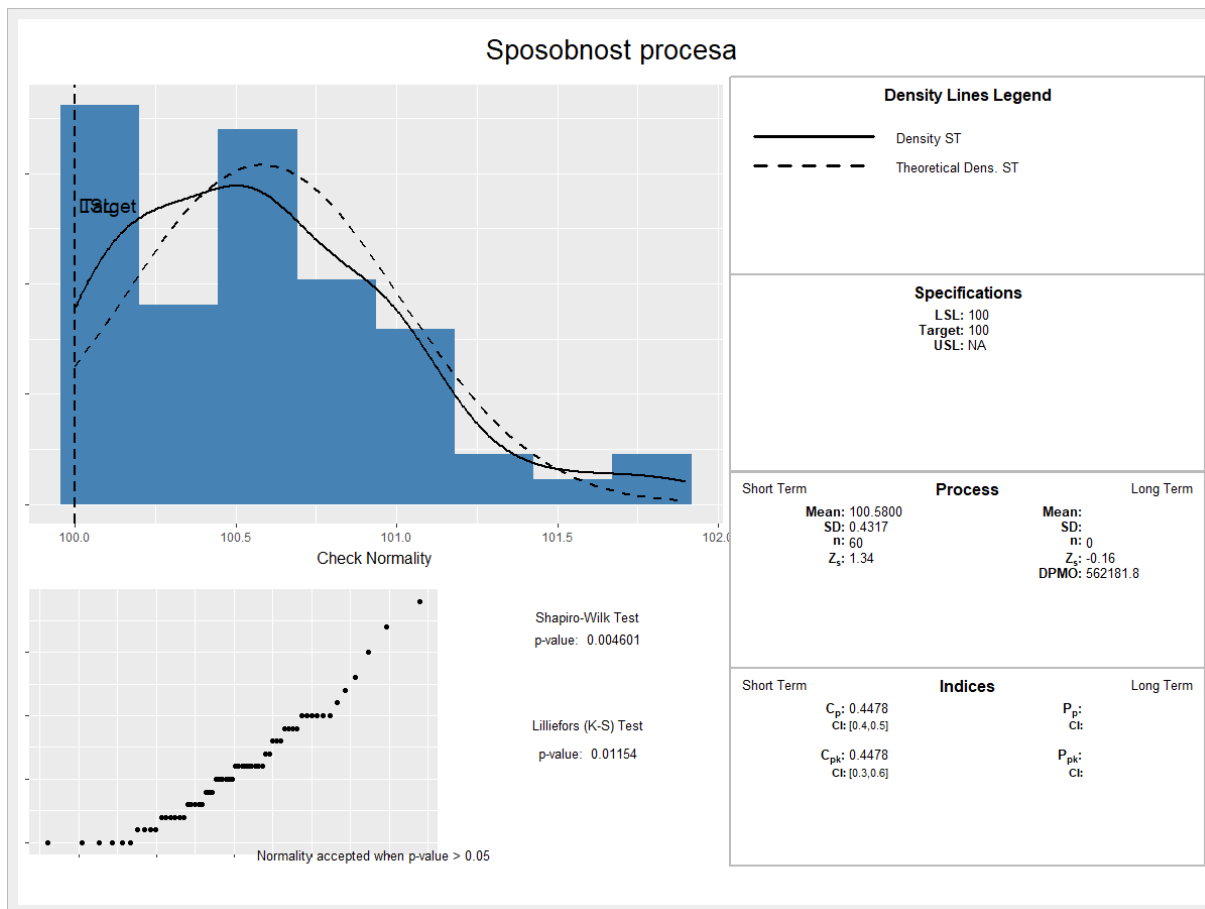 Sposobnost procesa
LSL
Target
100.0 100.5 101.0 101.5 102.0
Check Normality
Shapiro-Wilk Test
p-value: 0.004601
Lilliefors (K-S) Test
p-value: 0.01154
Normality accepted when p-value > 0.05
Density Lines Legend
Density ST
Theoretical Dens. ST
Specifications
LSL: 100
Target: 100
USL: NA
Short Term Process Long Term
Mean: 100.5800 Mean:
SD: 0.4317 SD:
n: 60 n: 0
Zs: 1.34 Zs: -0.16
DPMO: 562181.8
Short Term Indices Long Term
Cp: 0.4478 Pp:
CI: [0.4,0.5] CI:
Cpk: 0.4478 Ppk:
CI: [0.3,0.6] CI: